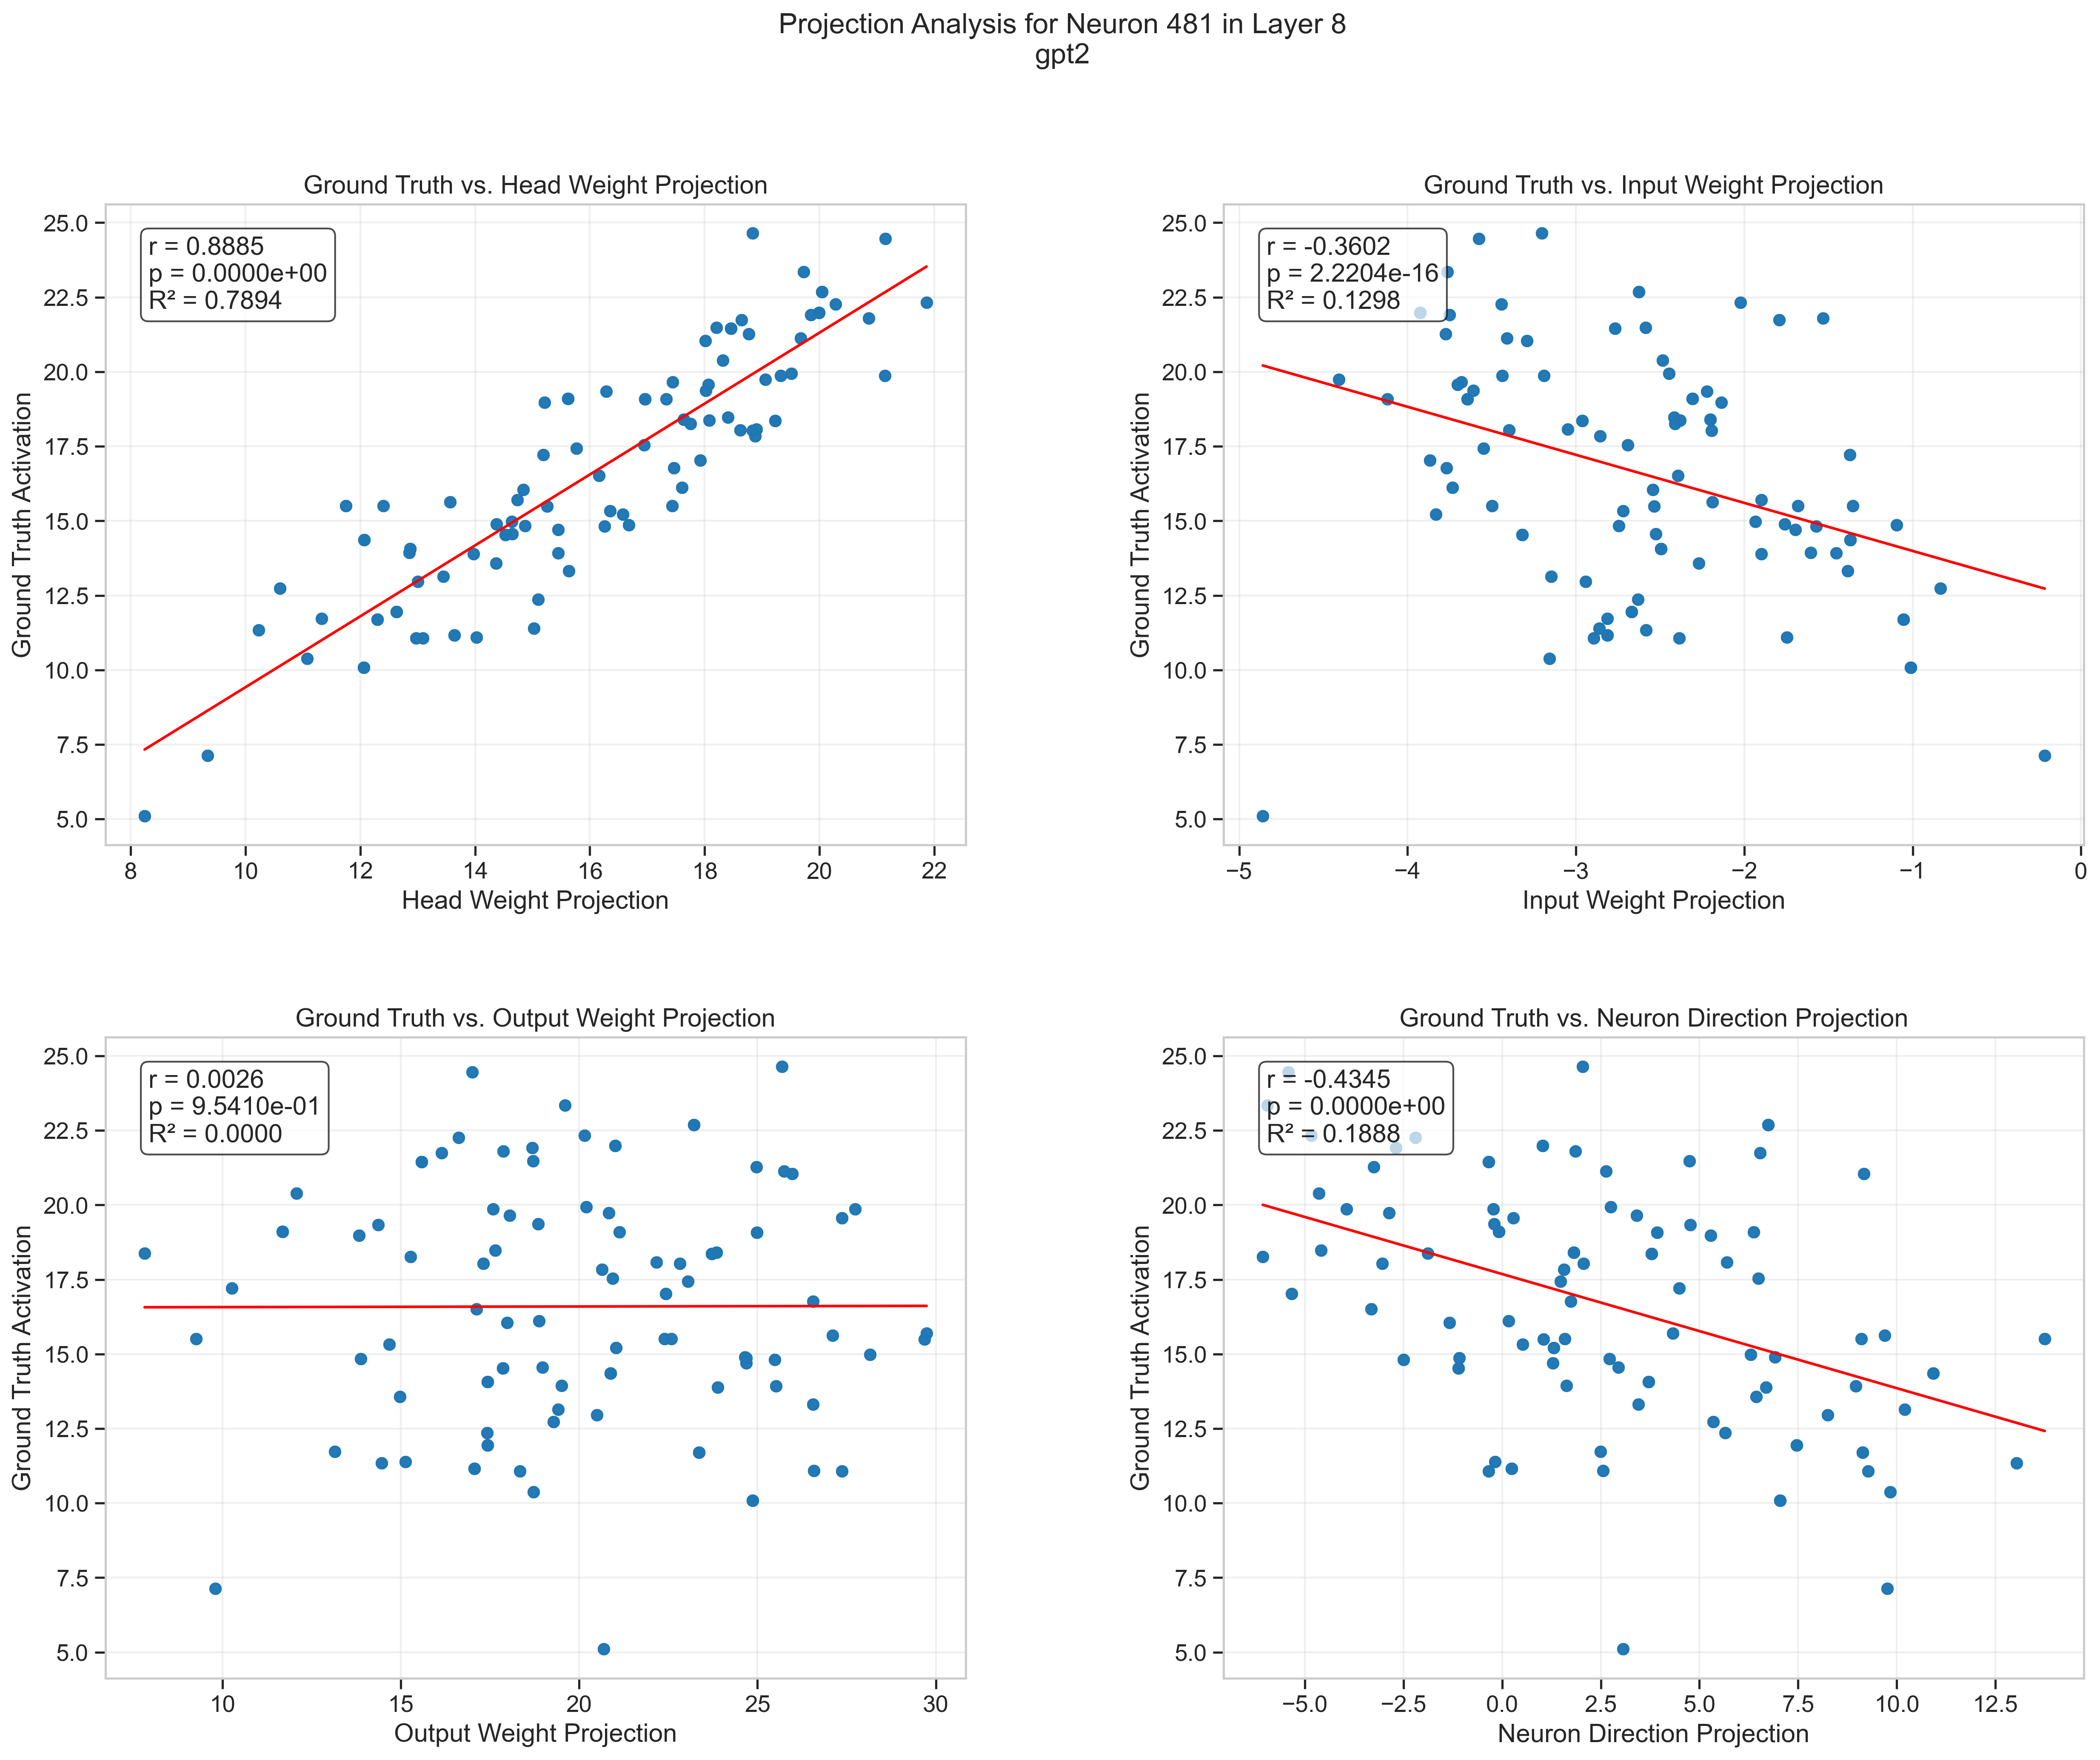 Projection Analysis for Neuron 481 in Layer 8
gpt2
Ground Truth vs. Head Weight Projection
r = 0.8885
p = 0.0000e+00
R² = 0.7894
25.0
22.5
20.0
17.5
15.0
12.5
10.0
7.5
5.0
Ground Truth Activation
8 10 12 14 16 18 20 22
Head Weight Projection
Ground Truth vs. Input Weight Projection
r = -0.3602
p = 2.2204e-16
R² = 0.1298
25.0
22.5
20.0
17.5
15.0
12.5
10.0
7.5
5.0
Ground Truth Activation
−5 −4 −3 −2 −1 0
Input Weight Projection
Ground Truth vs. Output Weight Projection
r = 0.0026
p = 9.5410e-01
R² = 0.0000
25.0
22.5
20.0
17.5
15.0
12.5
10.0
7.5
5.0
Ground Truth Activation
10 15 20 25 30
Output Weight Projection
Ground Truth vs. Neuron Direction Projection
r = -0.4345
p = 0.0000e+00
R² = 0.1888
25.0
22.5
20.0
17.5
15.0
12.5
10.0
7.5
5.0
Ground Truth Activation
−5.0 −2.5 0.0 2.5 5.0 7.5 10.0 12.5
Neuron Direction Projection